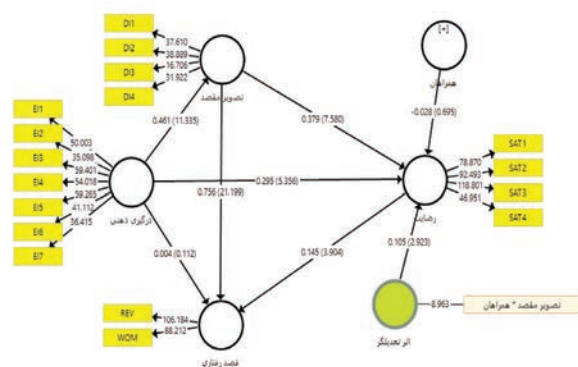 DI1
DI2
DI3
DI4
37.610
38.889
16.706
31.922
تصویر مقصد
[+]
همراهان
0.461 (11.335)
0.379 (7.580)
-0.028 (0.695)
EI1
EI2
EI3
EI4
EI5
EI6
EI7
50.003
35.098
59.401
54.018
59.265
41.112
36.415
درگیری ذهنی
0.295 (5.356)
0.756 (21.199)
رضایت
SAT1
SAT2
SAT3
SAT4
78.870
92.493
118.801
46.951
0.004 (0.112)
0.145 (3.904)
0.105 (2.923)
REV
WOM
106.184
88.212
قصد رفتاری
اثر تعدیلگر
8.963
تصویر مقصد * همراهان